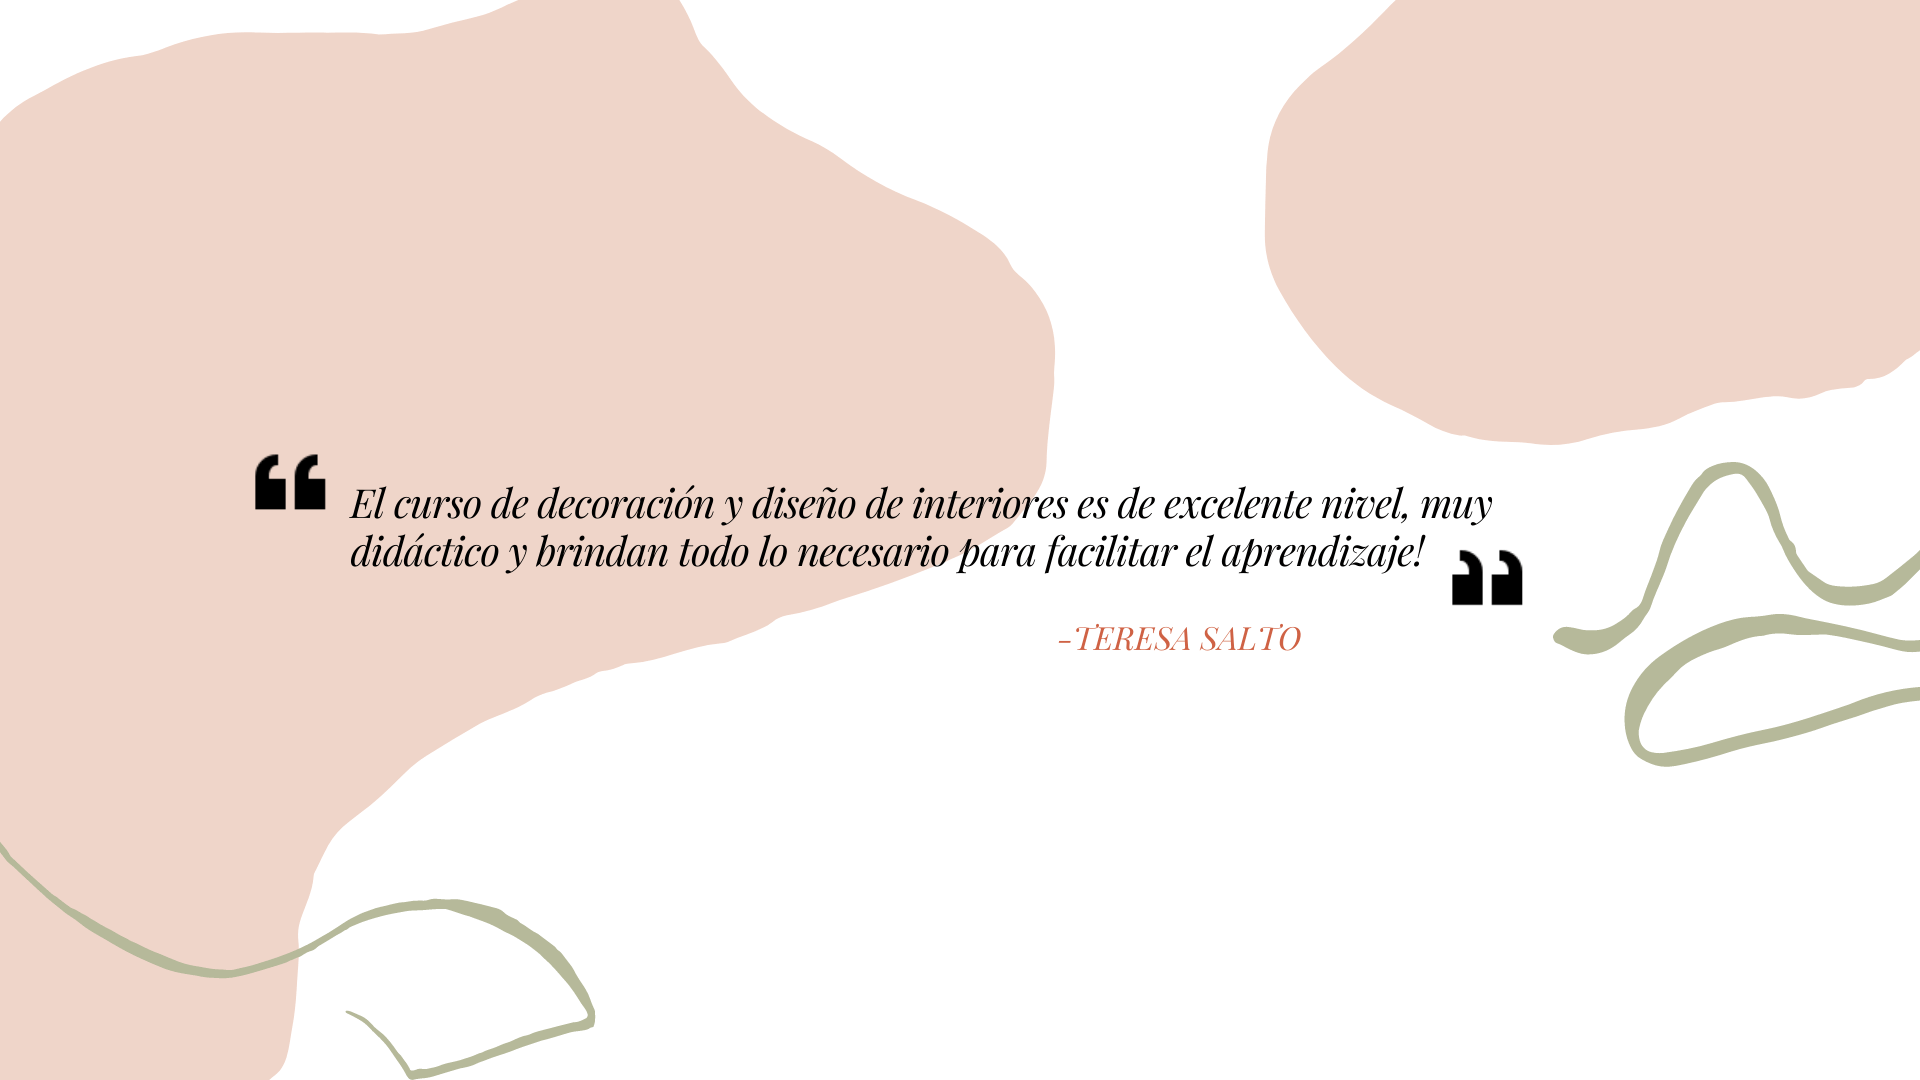 “El curso de decoración y diseño de interiores es de excelente nivel, muy
didáctico y brindan todo lo necesario para facilitar el aprendizaje!”
-TERESA SALTO